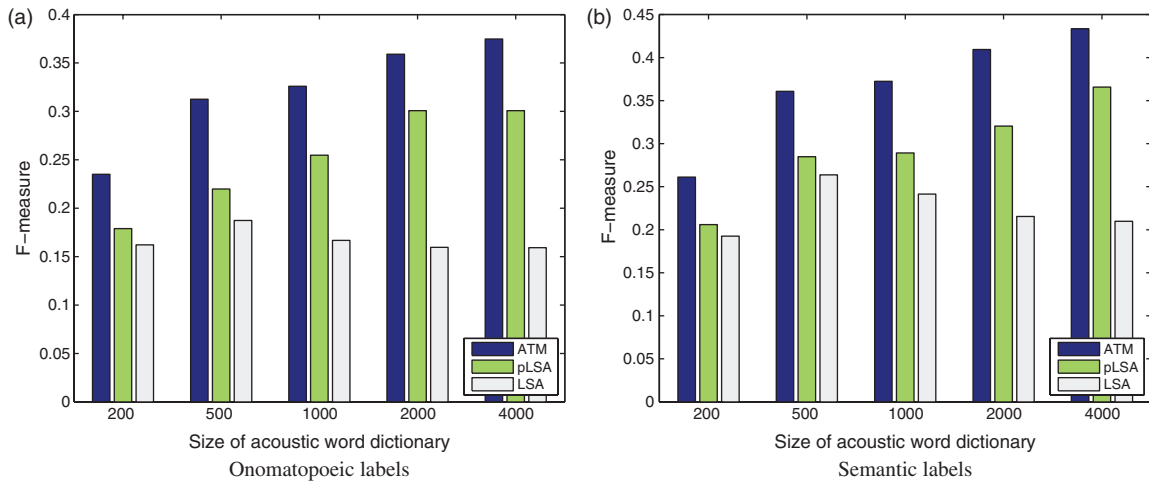 (a)
0.4
0.35
0.3
0.25
0.2
0.15
0.1
0.05
0
F-measure
200 500 1000 2000 4000
Size of acoustic word dictionary
ATM
pLSA
LSA
Onomatopoeic labels
(b)
0.45
0.4
0.35
0.3
0.25
0.2
0.15
0.1
0.05
0
F-measure
200 500 1000 2000 4000
Size of acoustic word dictionary
ATM
pLSA
LSA
Semantic labels